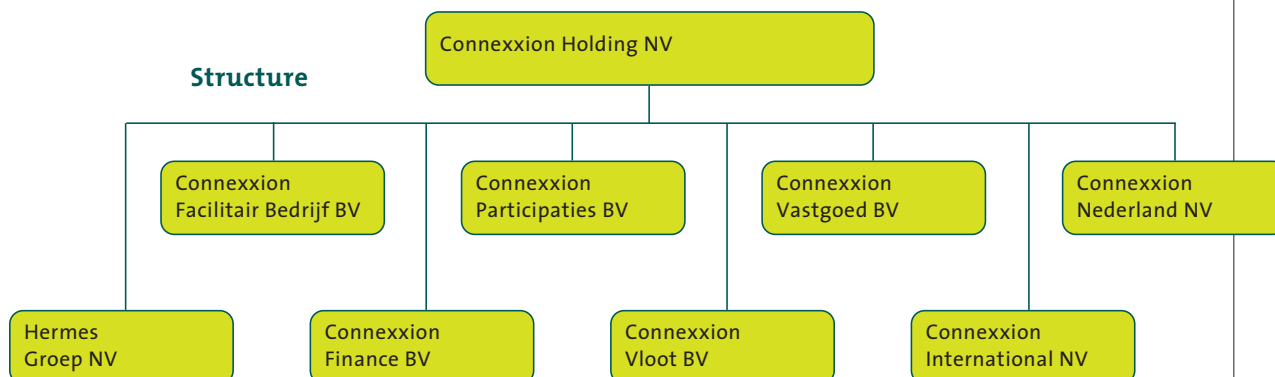 Connexxion Holding NV
Structure
Connexxion
Facilitair Bedrijf BV
Connexxion
Participaties BV
Connexxion
Vastgoed BV
Connexxion
Nederland NV
Hermes
Groep NV
Connexxion
Finance BV
Connexxion
Vloot BV
Connexxion
International NV